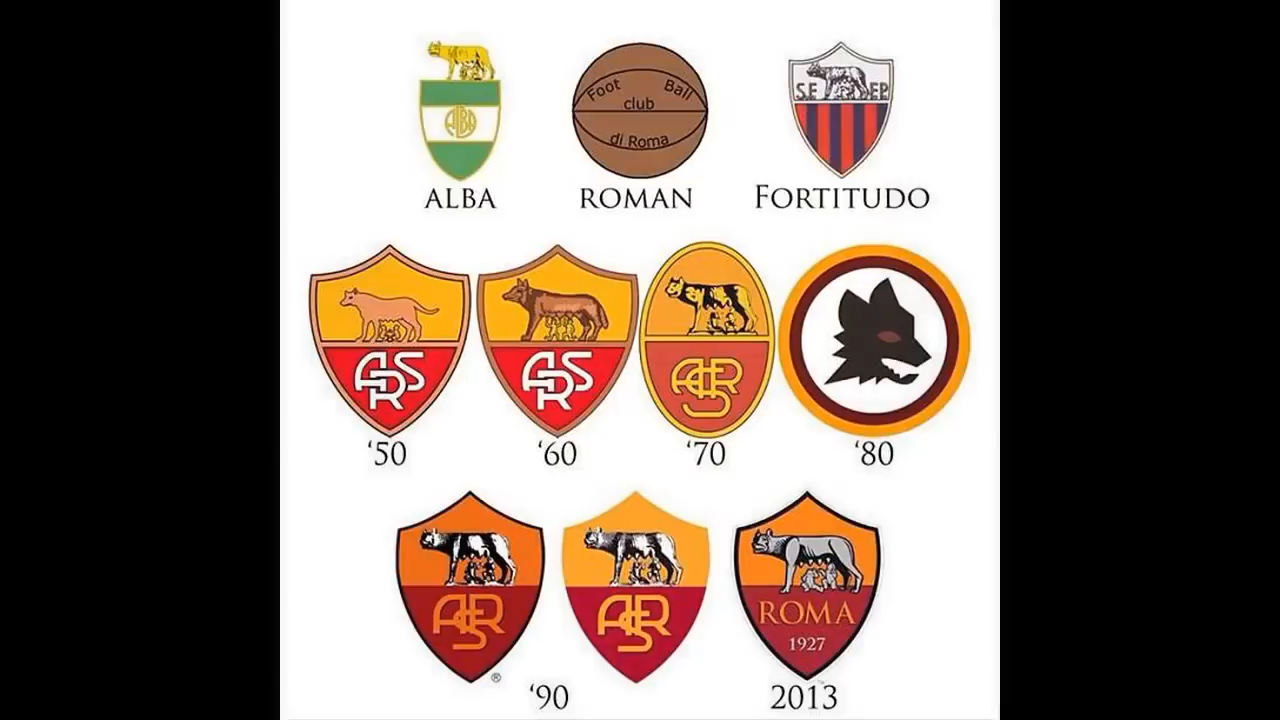 ALBA
Foot Ball
club
di Roma
S.F. F.P.
ALBA ROMAN FORTITUDO
ASR ASR ASR
'50 '60 '70 '80
ASR ASR ROMA
1927
®
'90 2013